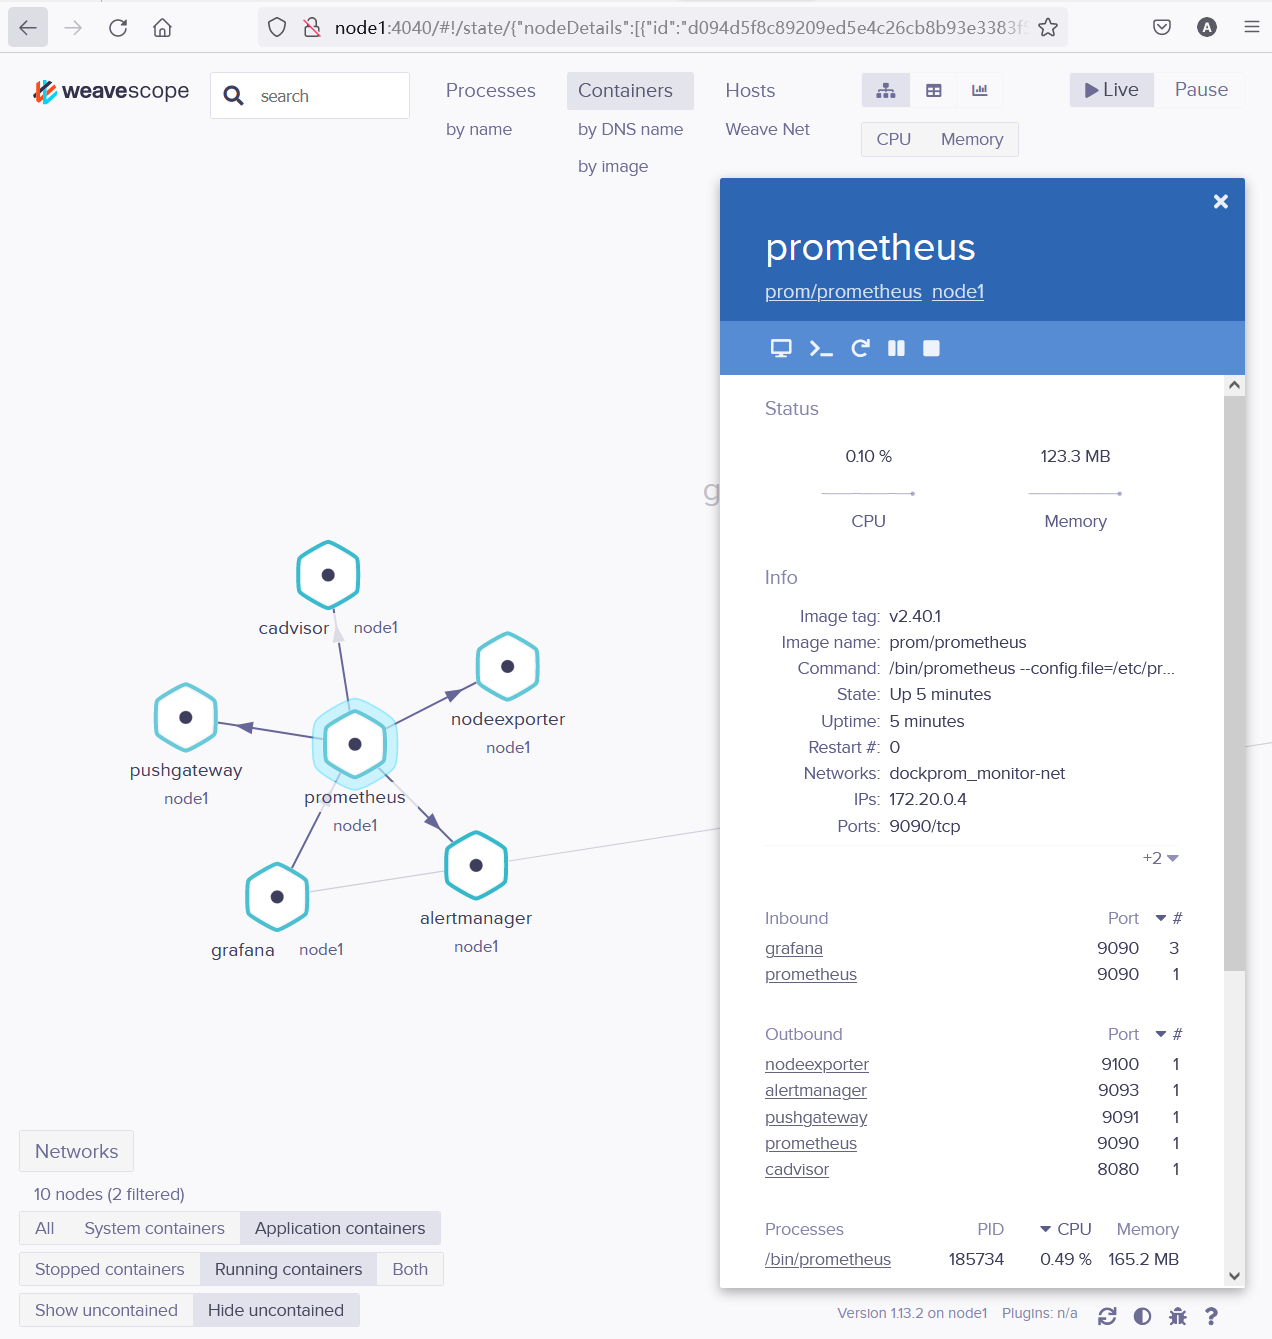 node1:4040/#!/state/{"nodeDetails":[{"id":"d094d5f8c89209ed5e4c26cb8b93e3383f
A
weavescope
search
Processes
by name
Containers
by DNS name
by image
Hosts
Weave Net
CPU Memory
Live Pause
prometheus
prom/prometheus node1
Status
0.10 % 123.3 MB
CPU Memory
Info
Image tag: v2.40.1
Image name: prom/prometheus
Command: /bin/prometheus --config.file=/etc/pr...
State: Up 5 minutes
Uptime: 5 minutes
Restart #: 0
Networks: dockprom_monitor-net
IPs: 172.20.0.4
Ports: 9090/tcp
+2
Inbound Port #
grafana 9090 3
prometheus 9090 1
Outbound Port #
nodeexporter 9100 1
alertmanager 9093 1
pushgateway 9091 1
prometheus 9090 1
cadvisor 8080 1
Processes PID CPU Memory
/bin/prometheus 185734 0.49 % 165.2 MB
g
cadvisor node1
nodeexporter
node1
pushgateway
node1
prometheus
node1
alertmanager
node1
grafana node1
Networks
10 nodes (2 filtered)
All System containers Application containers
Stopped containers Running containers Both
Show uncontained Hide uncontained
Version 1.13.2 on node1 Plugins: n/a